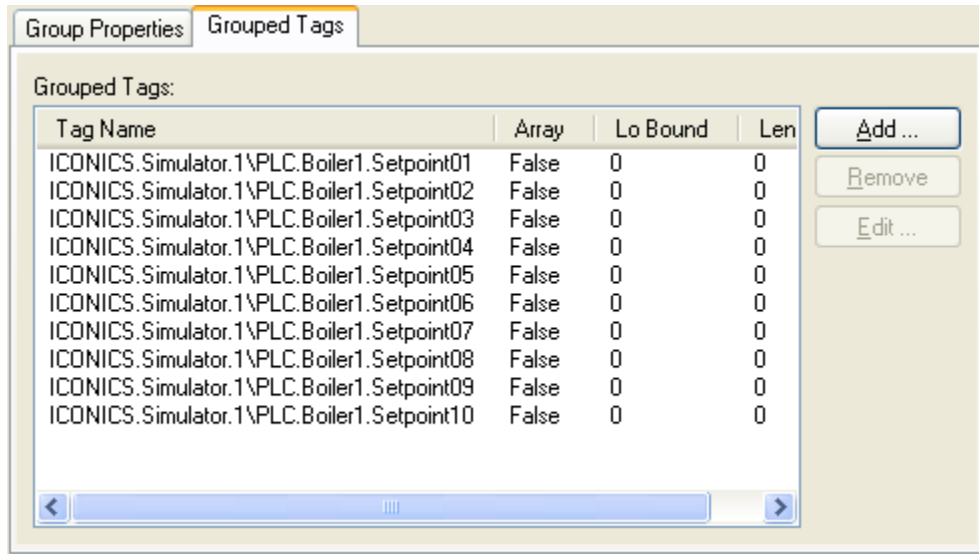 Group Properties Grouped Tags
Grouped Tags:
Tag Name Array Lo Bound Len Add ...
ICONICS.Simulator.1\PLC.Boiler1.Setpoint01 False 0 0
Remove
ICONICS.Simulator.1\PLC.Boiler1.Setpoint02 False 0 0
ICONICS.Simulator.1\PLC.Boiler1.Setpoint03 False 0 0
Edit ...
ICONICS.Simulator.1\PLC.Boiler1.Setpoint04 False 0 0
ICONICS.Simulator.1\PLC.Boiler1.Setpoint05 False 0 0
ICONICS.Simulator.1\PLC.Boiler1.Setpoint06 False 0 0
ICONICS.Simulator.1\PLC.Boiler1.Setpoint07 False 0 0
ICONICS.Simulator.1\PLC.Boiler1.Setpoint08 False 0 0
ICONICS.Simulator.1\PLC.Boiler1.Setpoint09 False 0 0
ICONICS.Simulator.1\PLC.Boiler1.Setpoint10 False 0 0